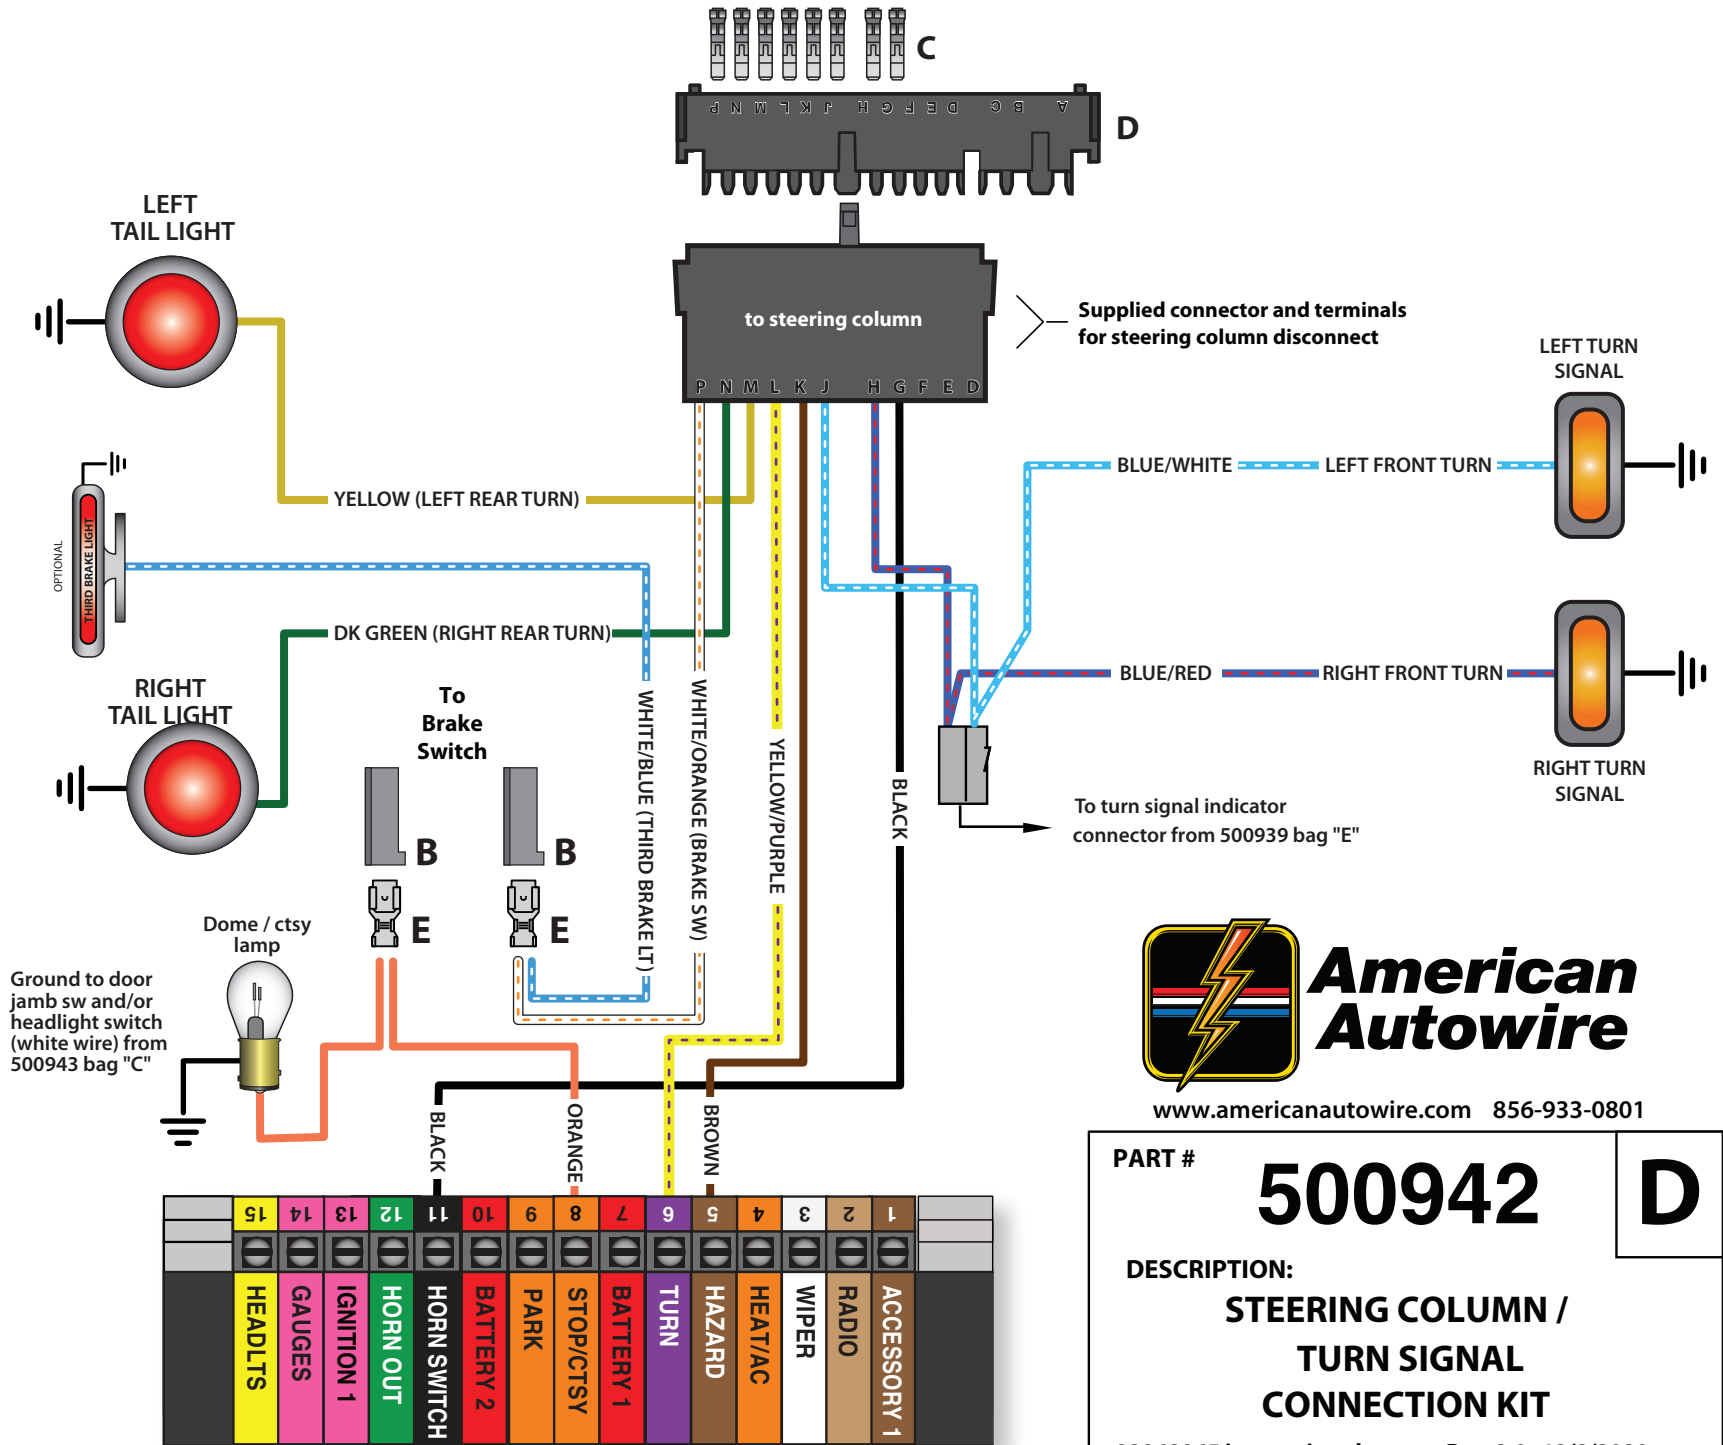 C
P N M L K J H G F E D C B A
D
LEFT
TAIL LIGHT
to steering column
P N M L K J H G F E D
Supplied connector and terminals
for steering column disconnect
LEFT TURN
SIGNAL
BLUE/WHITE
LEFT FRONT TURN
YELLOW (LEFT REAR TURN)
OPTIONAL
THIRD BRAKE LIGHT
DK GREEN (RIGHT REAR TURN)
BLUE/RED
RIGHT FRONT TURN
RIGHT
TAIL LIGHT
To
Brake
Switch
WHITE/BLUE (THIRD BRAKE LT)
WHITE/ORANGE (BRAKE SW)
YELLOW/PURPLE
BLACK
RIGHT TURN
SIGNAL
To turn signal indicator
connector from 500939 bag "E"
B
B
E
E
Dome / ctsy
lamp
Ground to door
jamb sw and/or
headlight switch
(white wire) from
500943 bag "C"
American
Autowire
www.americanautowire.com 856-933-0801
BLACK
ORANGE
BROWN
15 14 13 12 11 10 9 8 7 6 5 4 3 2 1
HEADLTS
GAUGES
IGNITION 1
HORN OUT
HORN SWITCH
BATTERY 2
PARK
STOP/CTSY
BATTERY 1
TURN
HAZARD
HEAT/AC
WIPER
RADIO
ACCESSORY 1
PART #
500942
D
DESCRIPTION:
STEERING COLUMN /
TURN SIGNAL
CONNECTION KIT